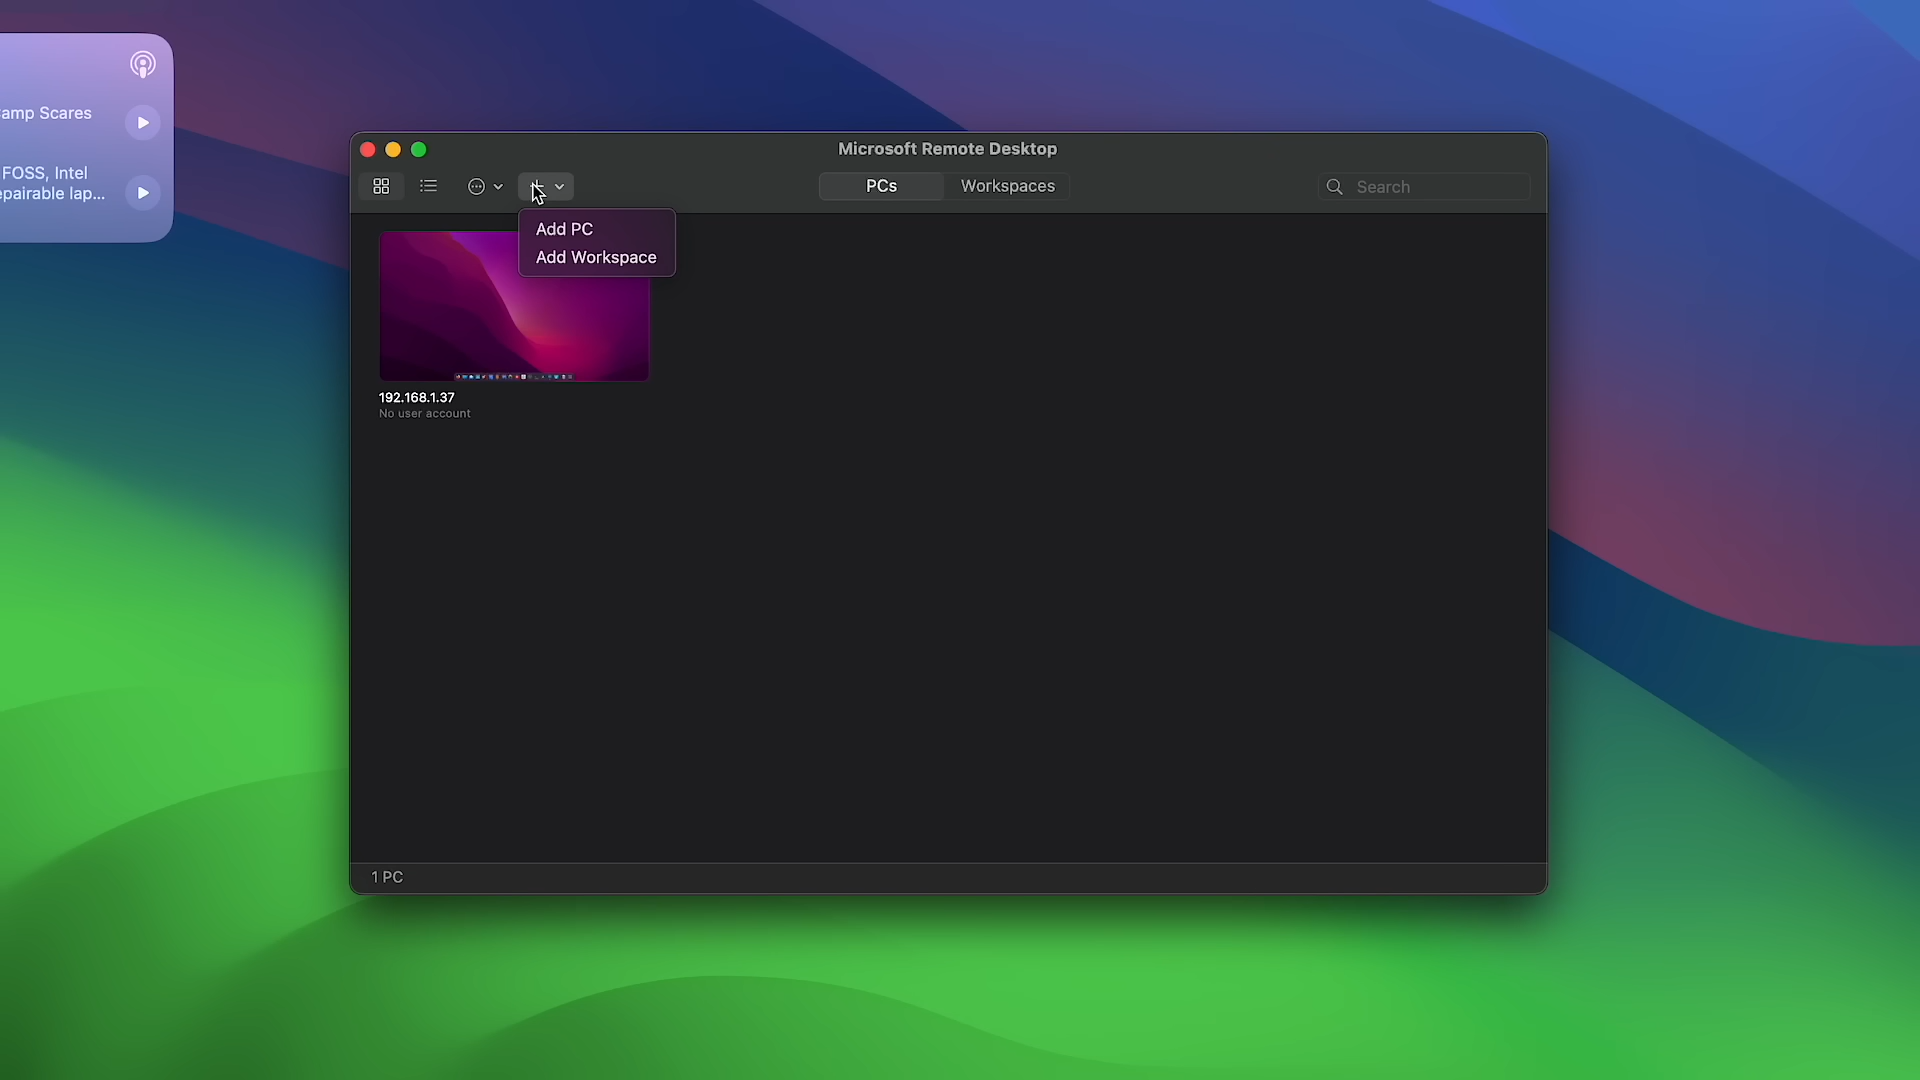 amp Scares
FOSS, Intel
epairable lap...
Microsoft Remote Desktop
PCs
Workspaces
Search
Add PC
Add Workspace
192.168.1.37
No user account
1 PC